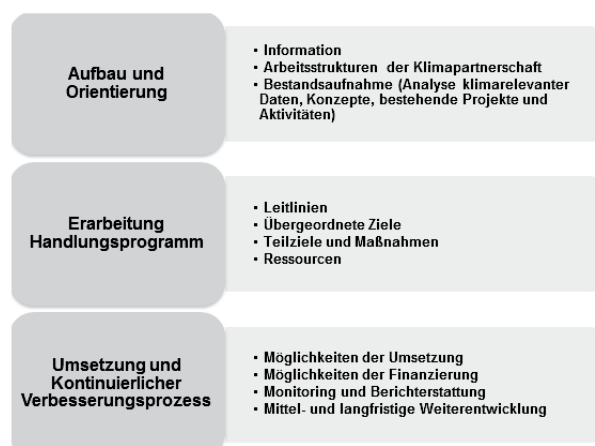 Aufbau und
Orientierung
▪ Information
▪ Arbeitsstrukturen der Klimapartnerschaft
▪ Bestandsaufnahme (Analyse klimarelevanter
Daten, Konzepte, bestehende Projekte und
Aktivitäten)
Erarbeitung
Handlungsprogramm
▪ Leitlinien
▪ Übergeordnete Ziele
▪ Teilziele und Maßnahmen
▪ Ressourcen
Umsetzung und
Kontinuierlicher
Verbesserungsprozess
▪ Möglichkeiten der Umsetzung
▪ Möglichkeiten der Finanzierung
▪ Monitoring und Berichterstattung
▪ Mittel- und langfristige Weiterentwicklung